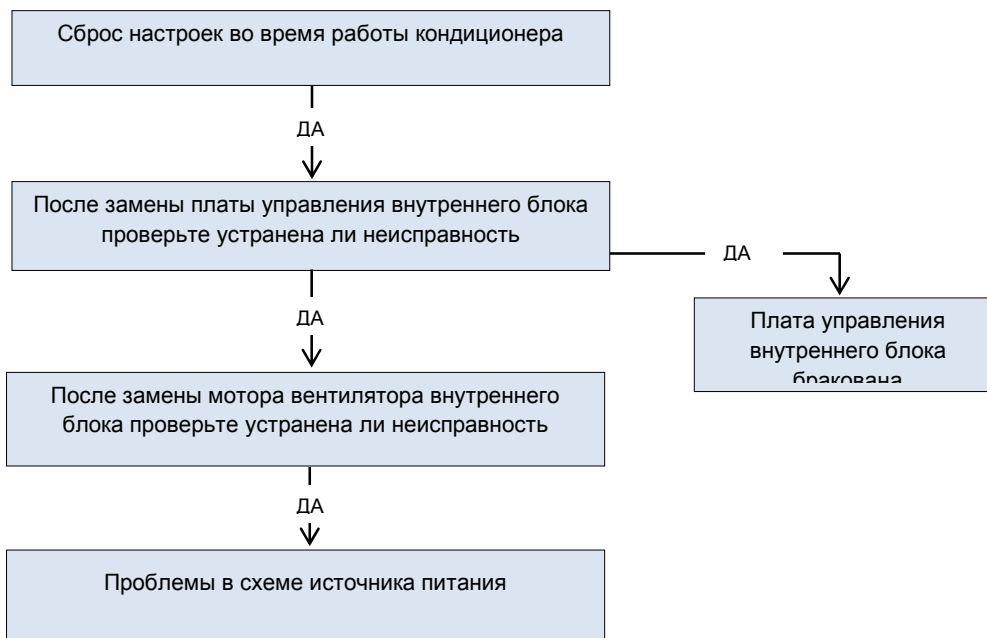 Сброс настроек во время работы кондиционера
ДА
После замены платы управления внутреннего блока
проверьте устранена ли неисправность
ДА
ДА
Плата управления
внутреннего блока
бракована
После замены мотора вентилятора внутреннего
блока проверьте устранена ли неисправность
ДА
Проблемы в схеме источника питания